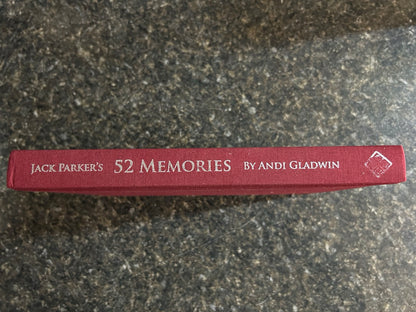 JACK PARKER'S 52 MEMORIES BY ANDI GLADWIN